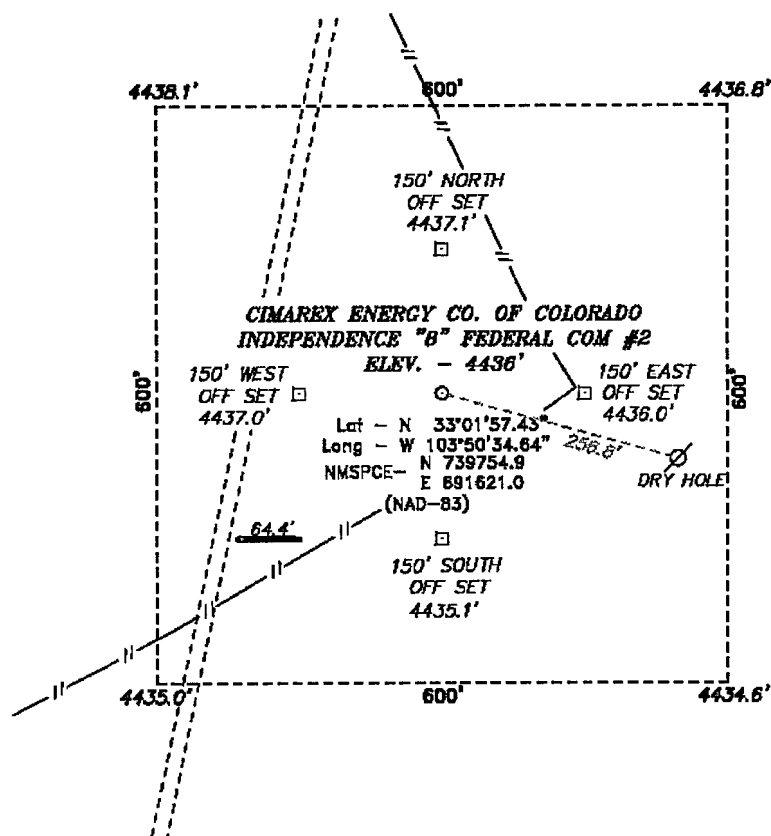 4438.1'
600'
4436.8'
150' NORTH
OFF SET
4437.1'
CIMAREX ENERGY CO. OF COLORADO
INDEPENDENCE "8" FEDERAL COM #2
ELEV. - 4436'
600'
150' WEST
OFF SET
4437.0'
150' EAST
OFF SET
4436.0'
600'
Lat - N 33°01'57.43"
Long - W 103°50'34.64"
NMSPCE- N 739754.9
E 691621.0
(NAD-83)
256.8'
DRY HOLE
64.4'
150' SOUTH
OFF SET
4435.1'
4435.0'
600'
4434.6'